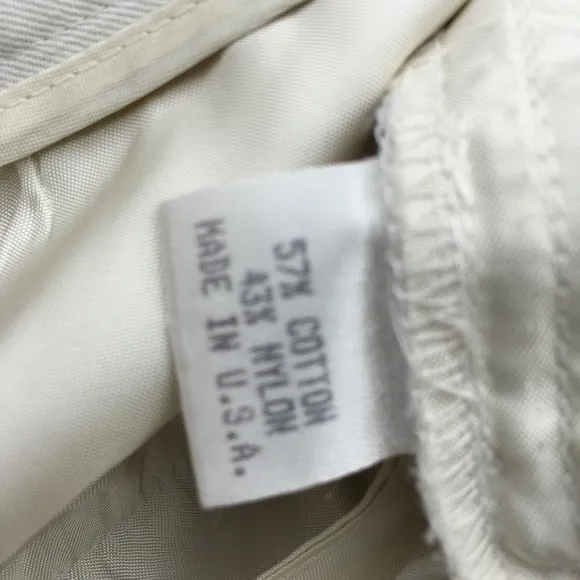 57% COTTON
43% NYLON
MADE IN U.S.A.